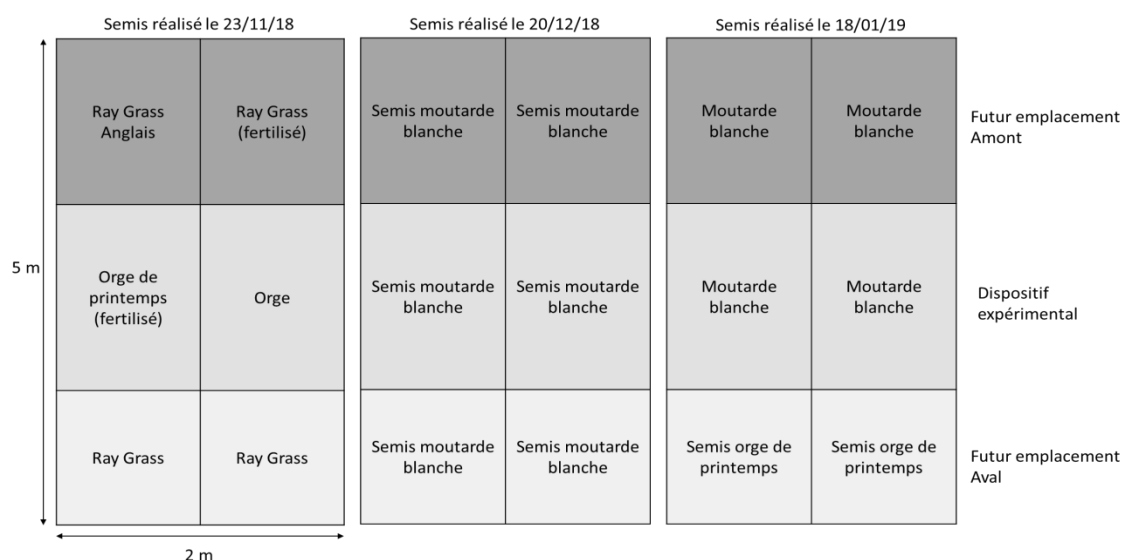 Semis réalisé le 23/11/18
Semis réalisé le 20/12/18
Semis réalisé le 18/01/19
Ray Grass
Anglais
Ray Grass
(fertilisé)
Semis moutarde
blanche
Semis moutarde
blanche
Moutarde
blanche
Moutarde
blanche
Futur emplacement
Amont
5 m
Orge de
printemps
(fertilisé)
Orge
Semis moutarde
blanche
Semis moutarde
blanche
Moutarde
blanche
Moutarde
blanche
Dispositif
expérimental
Ray Grass
Ray Grass
Semis moutarde
blanche
Semis moutarde
blanche
Semis orge de
printemps
Semis orge de
printemps
Futur emplacement
Aval
2 m